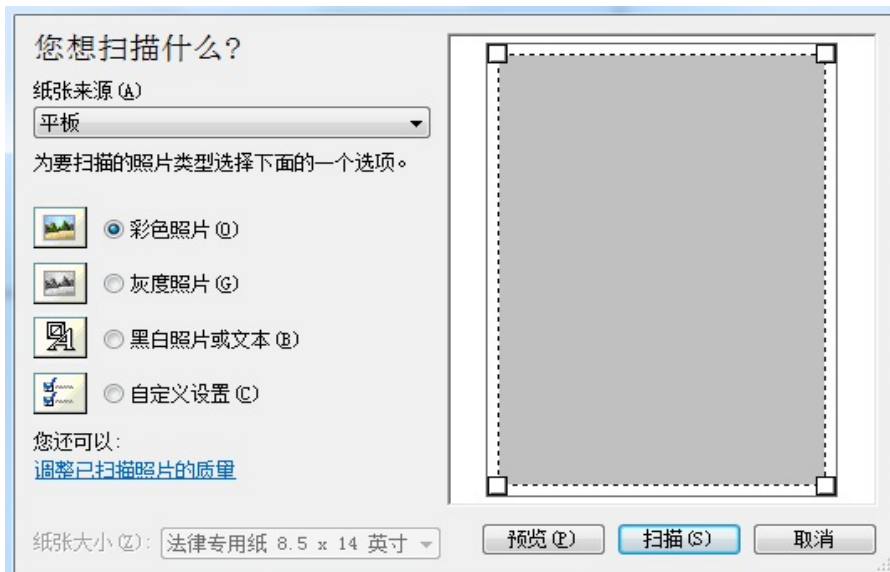 您想扫描什么?
纸张来源(A)
平板
为要扫描的照片类型选择下面的一个选项。
彩色照片(O)
灰度照片(G)
黑白照片或文本(B)
自定义设置(C)
您还可以:
调整已扫描照片的质量
纸张大小(Z): 法律专用纸 8.5 x 14 英寸
预览(P) 扫描(S) 取消